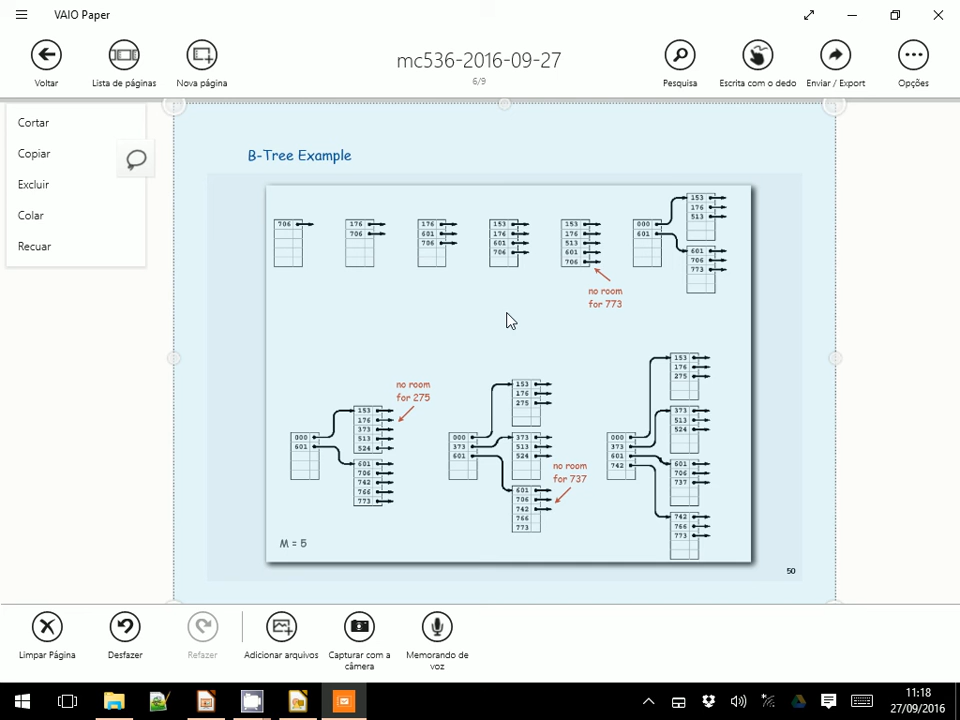 VAIO Paper
Voltar
Lista de páginas
Nova página
mc536-2016-09-27
6/9
Pesquisa
Escrita com o dedo
Enviar / Export
Opções
Cortar
Copiar
Excluir
Colar
Recuar
B-Tree Example
706
176
706
176
601
706
153
176
601
706
153
176
513
601
706
no room
for 773
000
601
153
176
513
601
706
773
000
601
153
176
373
513
524
601
706
742
766
773
no room
for 275
000
373
601
153
176
275
373
513
524
601
706
742
766
773
no room
for 737
000
373
601
742
153
176
275
373
513
524
601
706
737
742
766
773
M = 5
50
Limpar Página
Desfazer
Refazer
Adicionar arquivos
Capturar com a
câmera
Memorando de
voz
11:18
27/09/2016